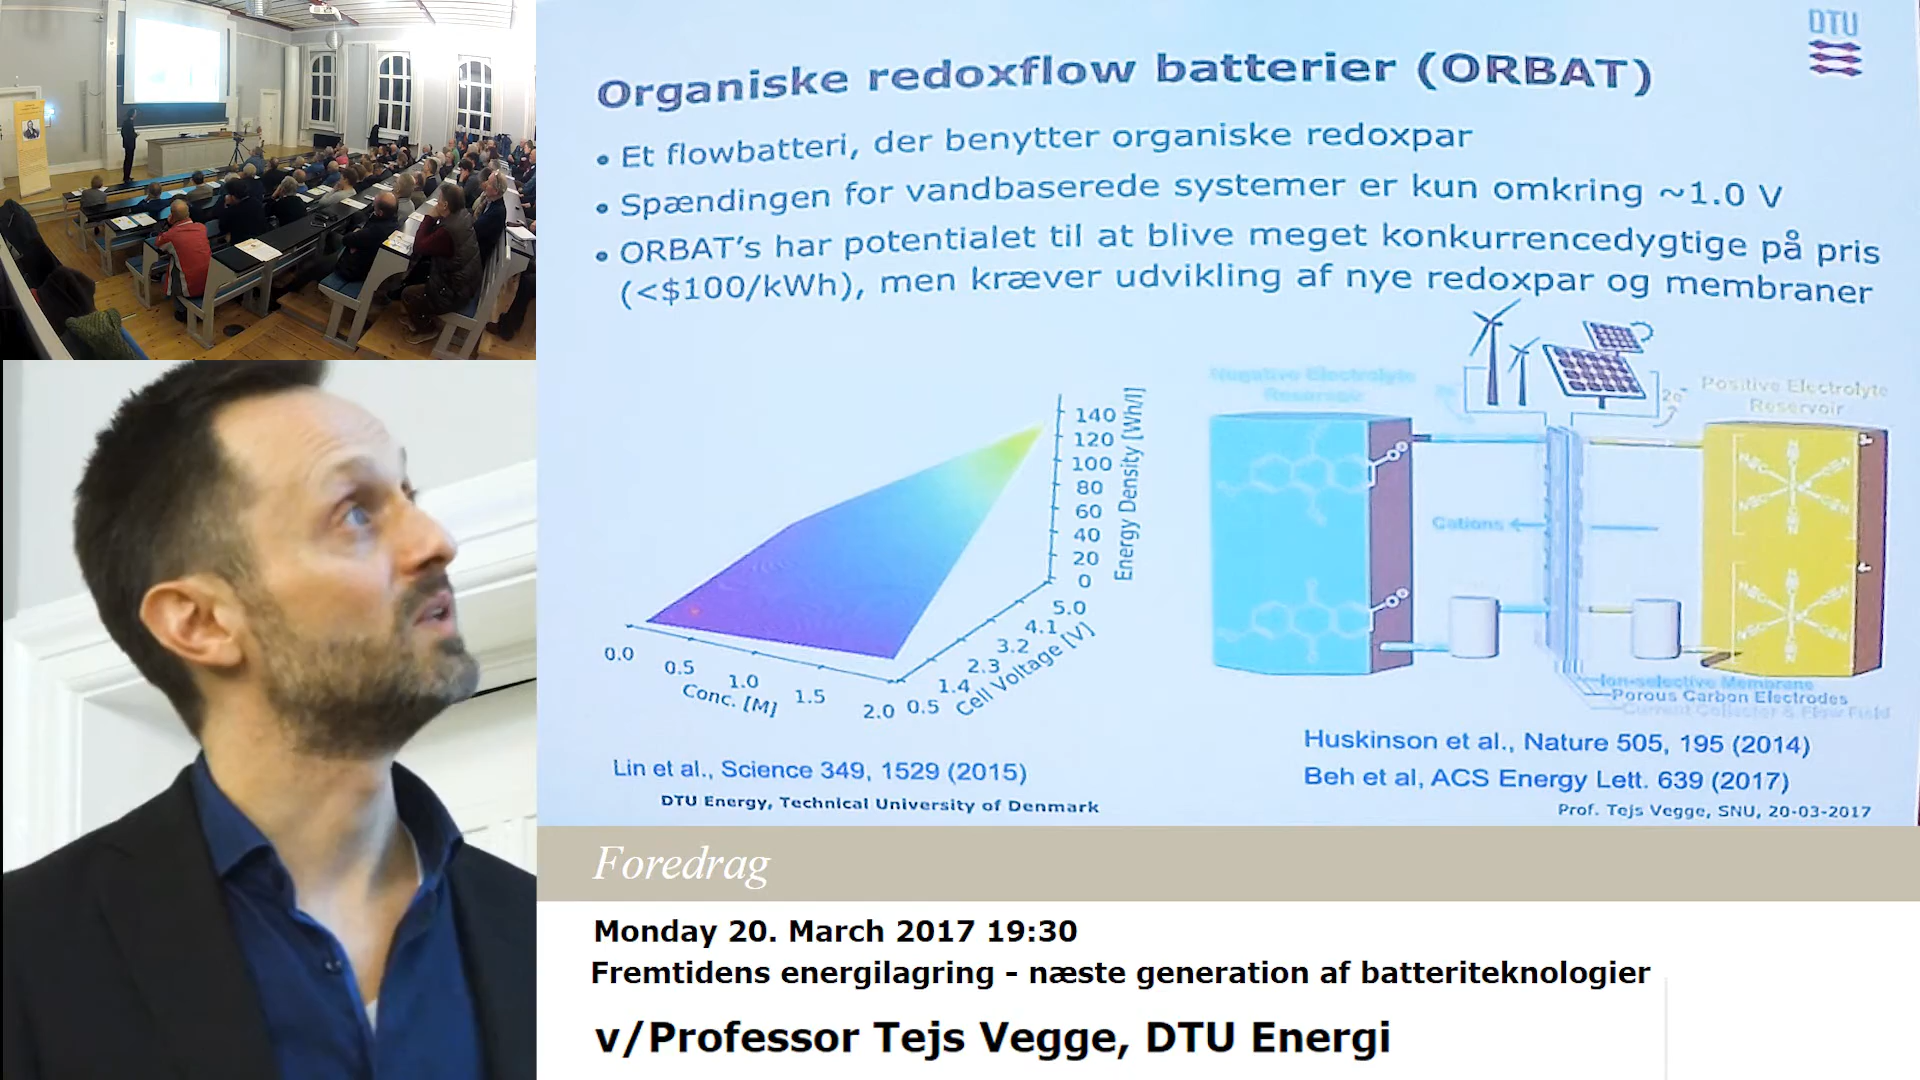 DTU
Organiske redoxflow batterier (ORBAT)
• Et flowbatteri, der benytter organiske redoxpar
• Spændingen for vandbaserede systemer er kun omkring ~1.0 V
• ORBAT's har potentialet til at blive meget konkurrencedygtige på pris
(<$100/kWh), men kræver udvikling af nye redoxpar og membraner
140
120
100
80
60
40
20
0
Energy Density [Wh/l]
5.0
4.1
3.2
2.3
1.4
0.5
Cell Voltage [V]
0.0
0.5
1.0
1.5
2.0
Conc. [M]
Negative Electrolyte
Reservoir
2e⁻
Positive Electrolyte
Reservoir
Cations
Ion-selective Membrane
Porous Carbon Electrodes
Current Collector & Flow Field
Lin et al., Science 349, 1529 (2015)
Huskinson et al., Nature 505, 195 (2014)
Beh et al, ACS Energy Lett. 639 (2017)
DTU Energy, Technical University of Denmark
Prof. Tejs Vegge, SNU, 20-03-2017
Foredrag
Monday 20. March 2017 19:30
Fremtidens energilagring - næste generation af batteriteknologier
v/Professor Tejs Vegge, DTU Energi